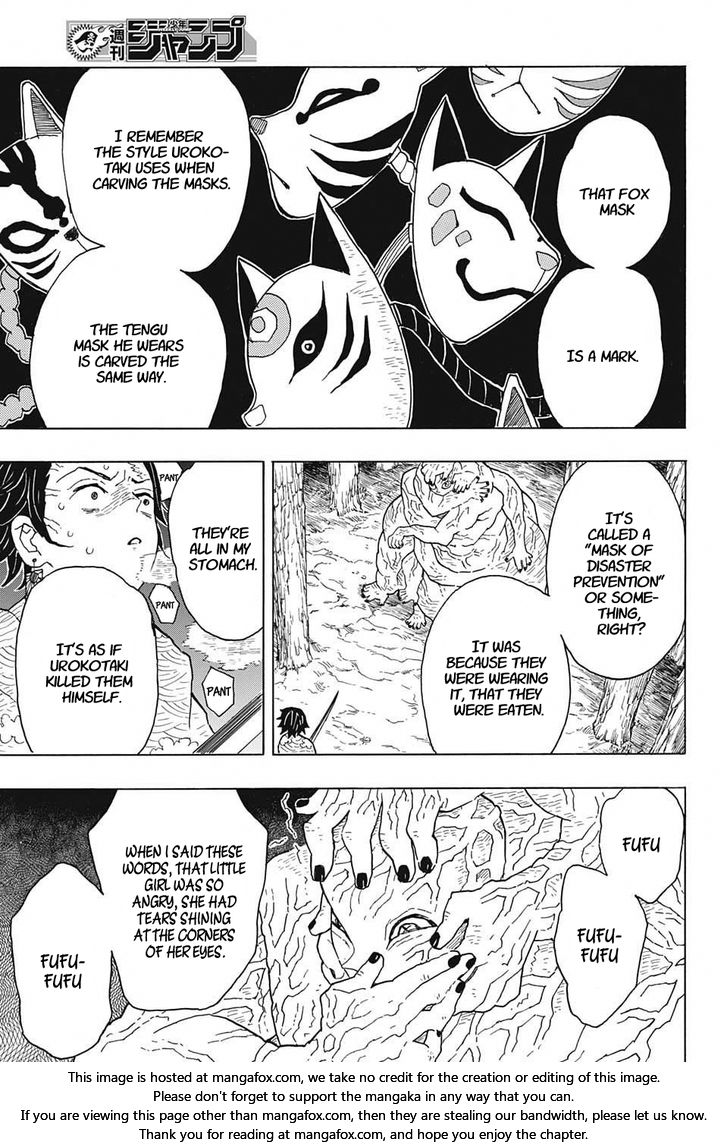 週刊
少年
ジャンプ
THAT FOX
MASK
IS A MARK.
I REMEMBER
THE STYLE UROKO-
TAKI USES WHEN
CARVING THE MASKS.
THE TENGU
MASK HE WEARS
IS CARVED THE
SAME WAY.
IT'S
CALLED A
"MASK OF
DISASTER
PREVENTION"
OR SOME-
THING,
RIGHT?
IT WAS
BECAUSE THEY
WERE WEARING
IT, THAT THEY
WERE EATEN.
PANT
THEY'RE
ALL IN MY
STOMACH.
PANT
PANT
IT'S AS IF
UROKOTAKI
KILLED THEM
HIMSELF.
FUFU
FUFU-
FUFU
WHEN I SAID THESE
WORDS, THAT LITTLE
GIRL WAS SO
ANGRY, SHE HAD
TEARS SHINING
AT THE CORNERS
OF HER EYES.
FUFU-
FUFU
This image is hosted at mangafox.com, we take no credit for the creation or editing of this image.
Please don't forget to support the mangaka in any way that you can.
If you are viewing this page other than mangafox.com, then they are stealing our bandwidth, please let us know.
Thank you for reading at mangafox.com, and hope you enjoy the chapter.